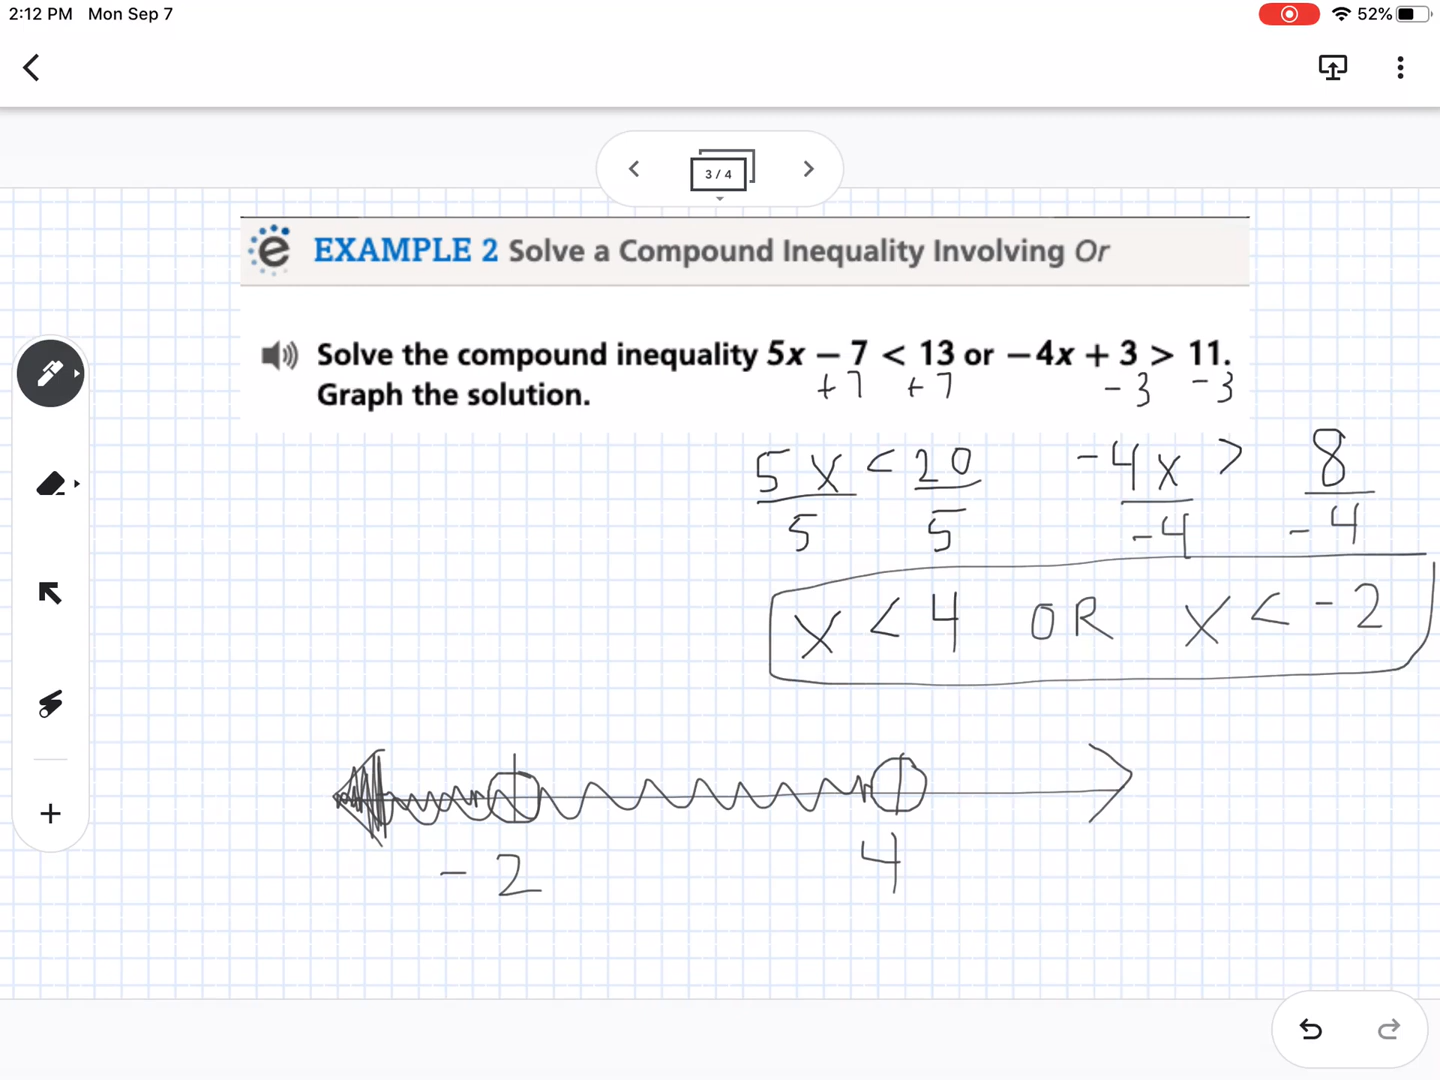 2:12 PM Mon Sep 7
52%
3 / 4
e EXAMPLE 2 Solve a Compound Inequality Involving Or
Solve the compound inequality 5x − 7 < 13 or −4x + 3 > 11.
+7 +7 -3 -3
Graph the solution.
5x < 20 -4x > 8
5 5 -4 -4
x < 4 OR x < -2
-2 4